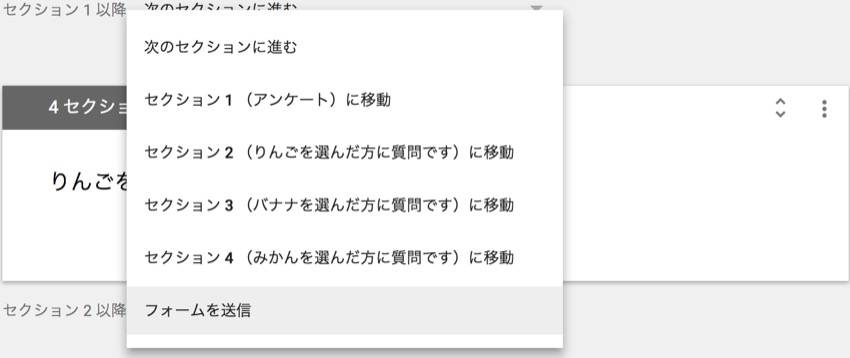 セクション 1 以降
次のセクションに進む
次のセクションに進む
セクション 1 （アンケート）に移動
4 セクショ
セクション 2 （りんごを選んだ方に質問です）に移動
りんごを
セクション 3 （バナナを選んだ方に質問です）に移動
セクション 4 （みかんを選んだ方に質問です）に移動
セクション 2 以降
フォームを送信